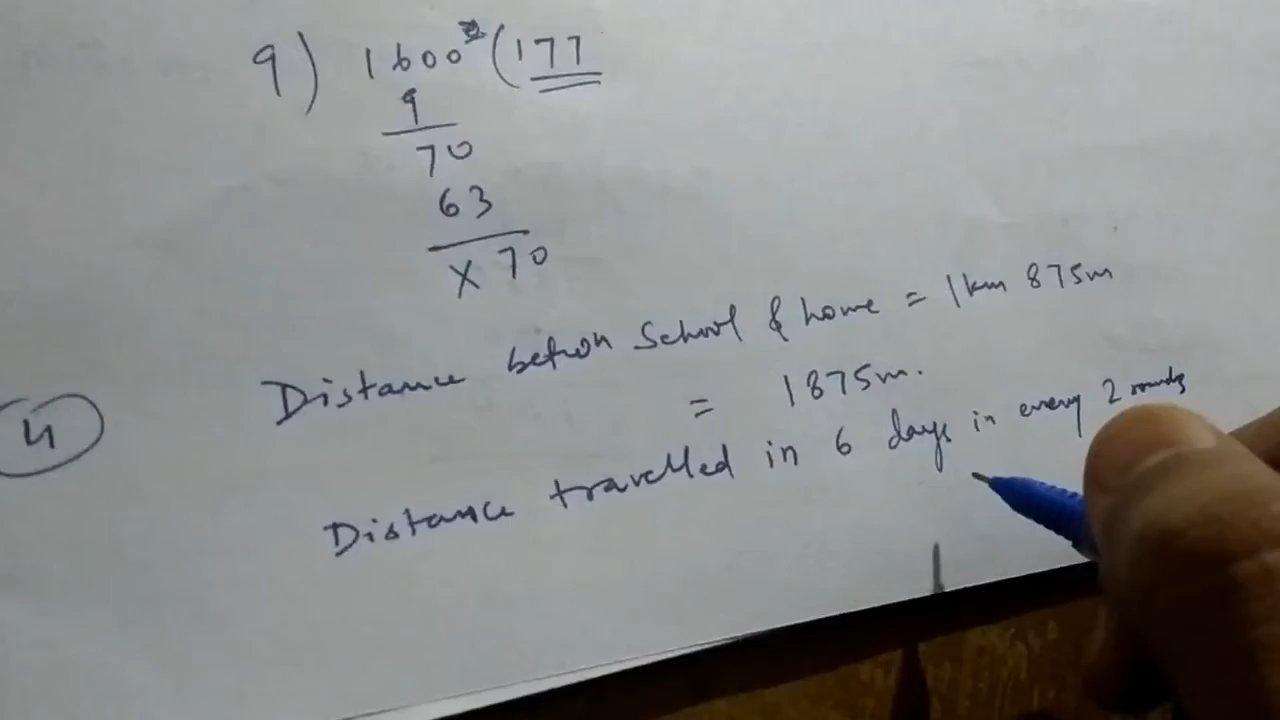 9) 1600 (177
9
70
63
x 70
4
Distance betwon School & home = 1km 875m
= 1875m.
Distance travelled in 6 days in every 2 rounds